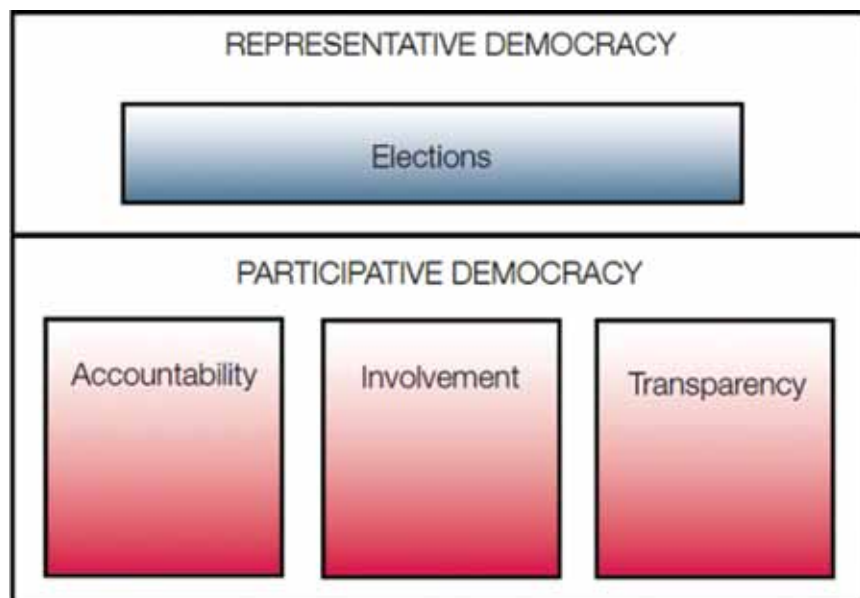 REPRESENTATIVE DEMOCRACY
Elections
PARTICIPATIVE DEMOCRACY
Accountability
Involvement
Transparency